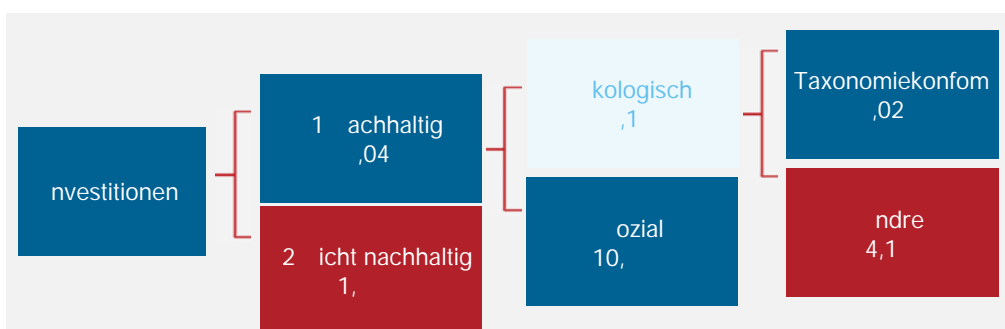 nvestitionen
1 achhaltig
,04
2 icht nachhaltig
1,
kologisch
,1
ozial
10,
Taxonomiekonfom
,02
ndre
4,1